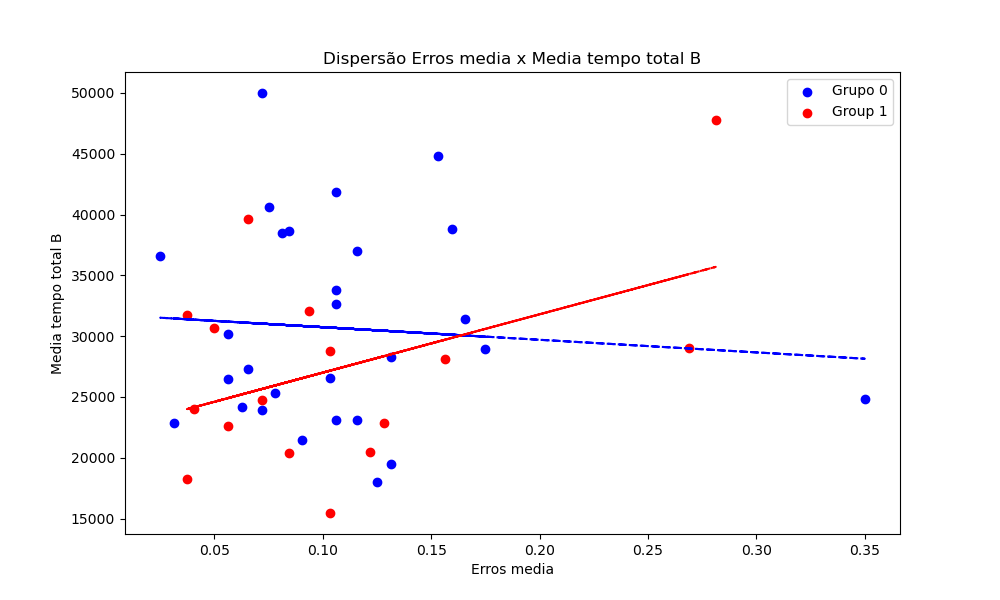 Dispersão Erros media x Media tempo total B
Grupo 0
Group 1
50000
45000
40000
35000
30000
25000
20000
15000
Media tempo total B
0.05 0.10 0.15 0.20 0.25 0.30 0.35
Erros media